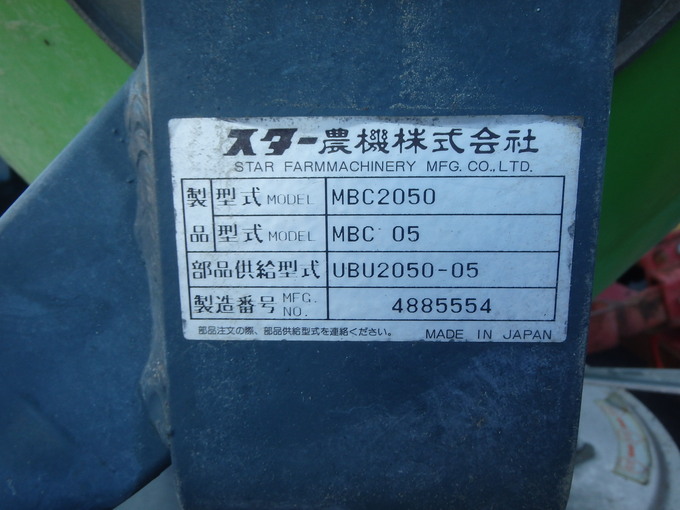 スター農機株式会社
STAR FARMMACHINERY MFG. CO., LTD.
製 型式 MODEL MBC2050
品 型式 MODEL MBC 05
部品供給型式 UBU2050-05
製造番号 MFG. NO. 4885554
部品注文の際、部品供給型式を連絡ください。 MADE IN JAPAN